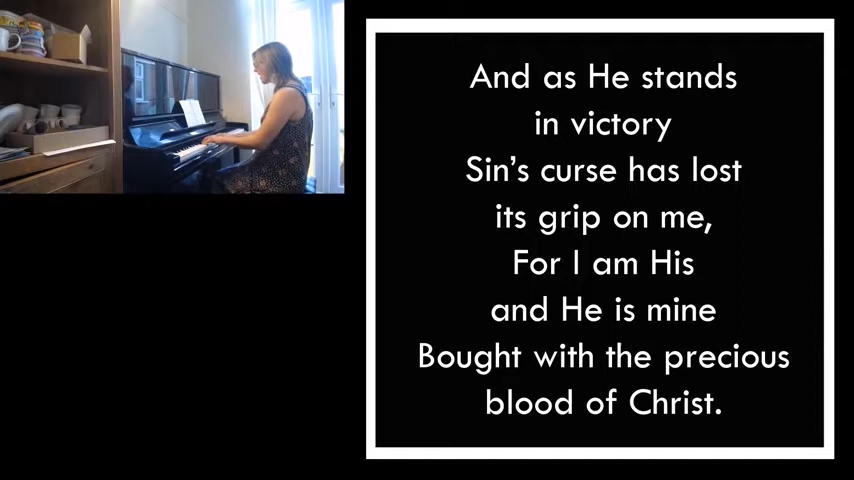 And as He stands
in victory
Sin's curse has lost
its grip on me,
For I am His
and He is mine
Bought with the precious
blood of Christ.